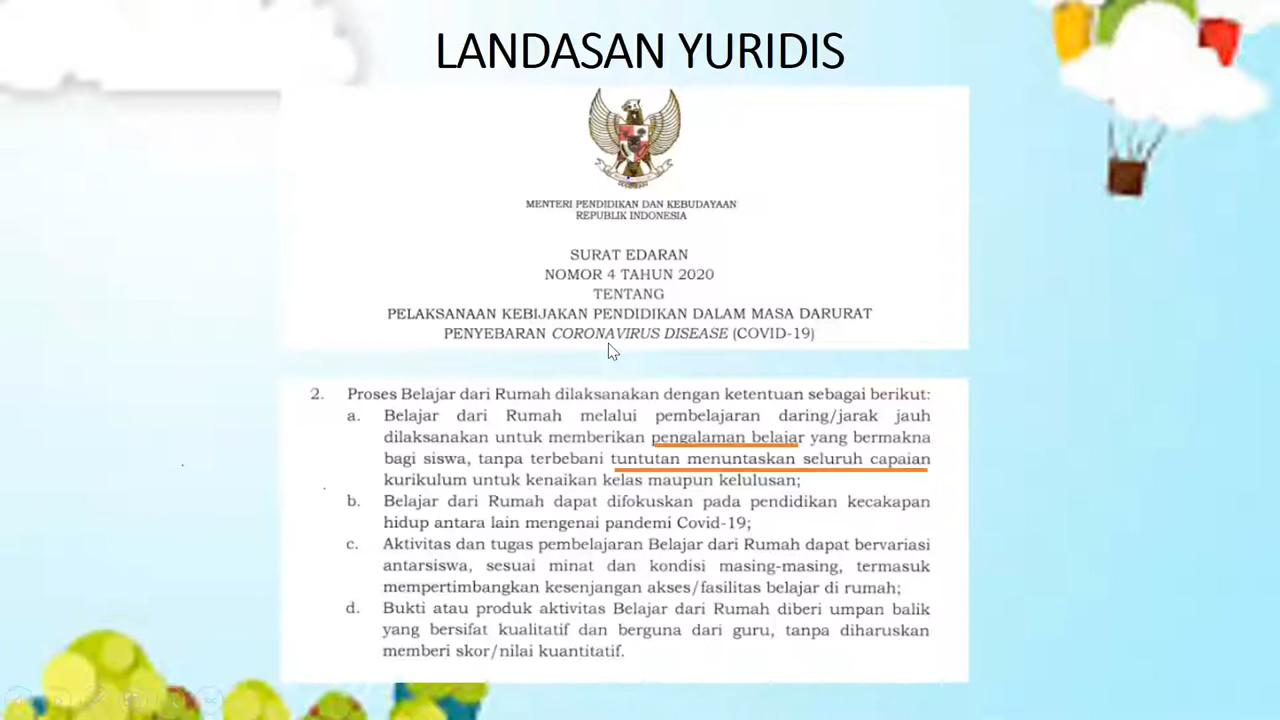 LANDASAN YURIDIS
MENTERI PENDIDIKAN DAN KEBUDAYAAN
REPUBLIK INDONESIA
SURAT EDARAN
NOMOR 4 TAHUN 2020
TENTANG
PELAKSANAAN KEBIJAKAN PENDIDIKAN DALAM MASA DARURAT
PENYEBARAN CORONAVIRUS DISEASE (COVID-19)
2. Proses Belajar dari Rumah dilaksanakan dengan ketentuan sebagai berikut:
a. Belajar dari Rumah melalui pembelajaran daring/jarak jauh
dilaksanakan untuk memberikan pengalaman belajar yang bermakna
bagi siswa, tanpa terbebani tuntutan menuntaskan seluruh capaian
kurikulum untuk kenaikan kelas maupun kelulusan;
b. Belajar dari Rumah dapat difokuskan pada pendidikan kecakapan
hidup antara lain mengenai pandemi Covid-19;
c. Aktivitas dan tugas pembelajaran Belajar dari Rumah dapat bervariasi
antarsiswa, sesuai minat dan kondisi masing-masing, termasuk
mempertimbangkan kesenjangan akses/fasilitas belajar di rumah;
d. Bukti atau produk aktivitas Belajar dari Rumah diberi umpan balik
yang bersifat kualitatif dan berguna dari guru, tanpa diharuskan
memberi skor/nilai kuantitatif.